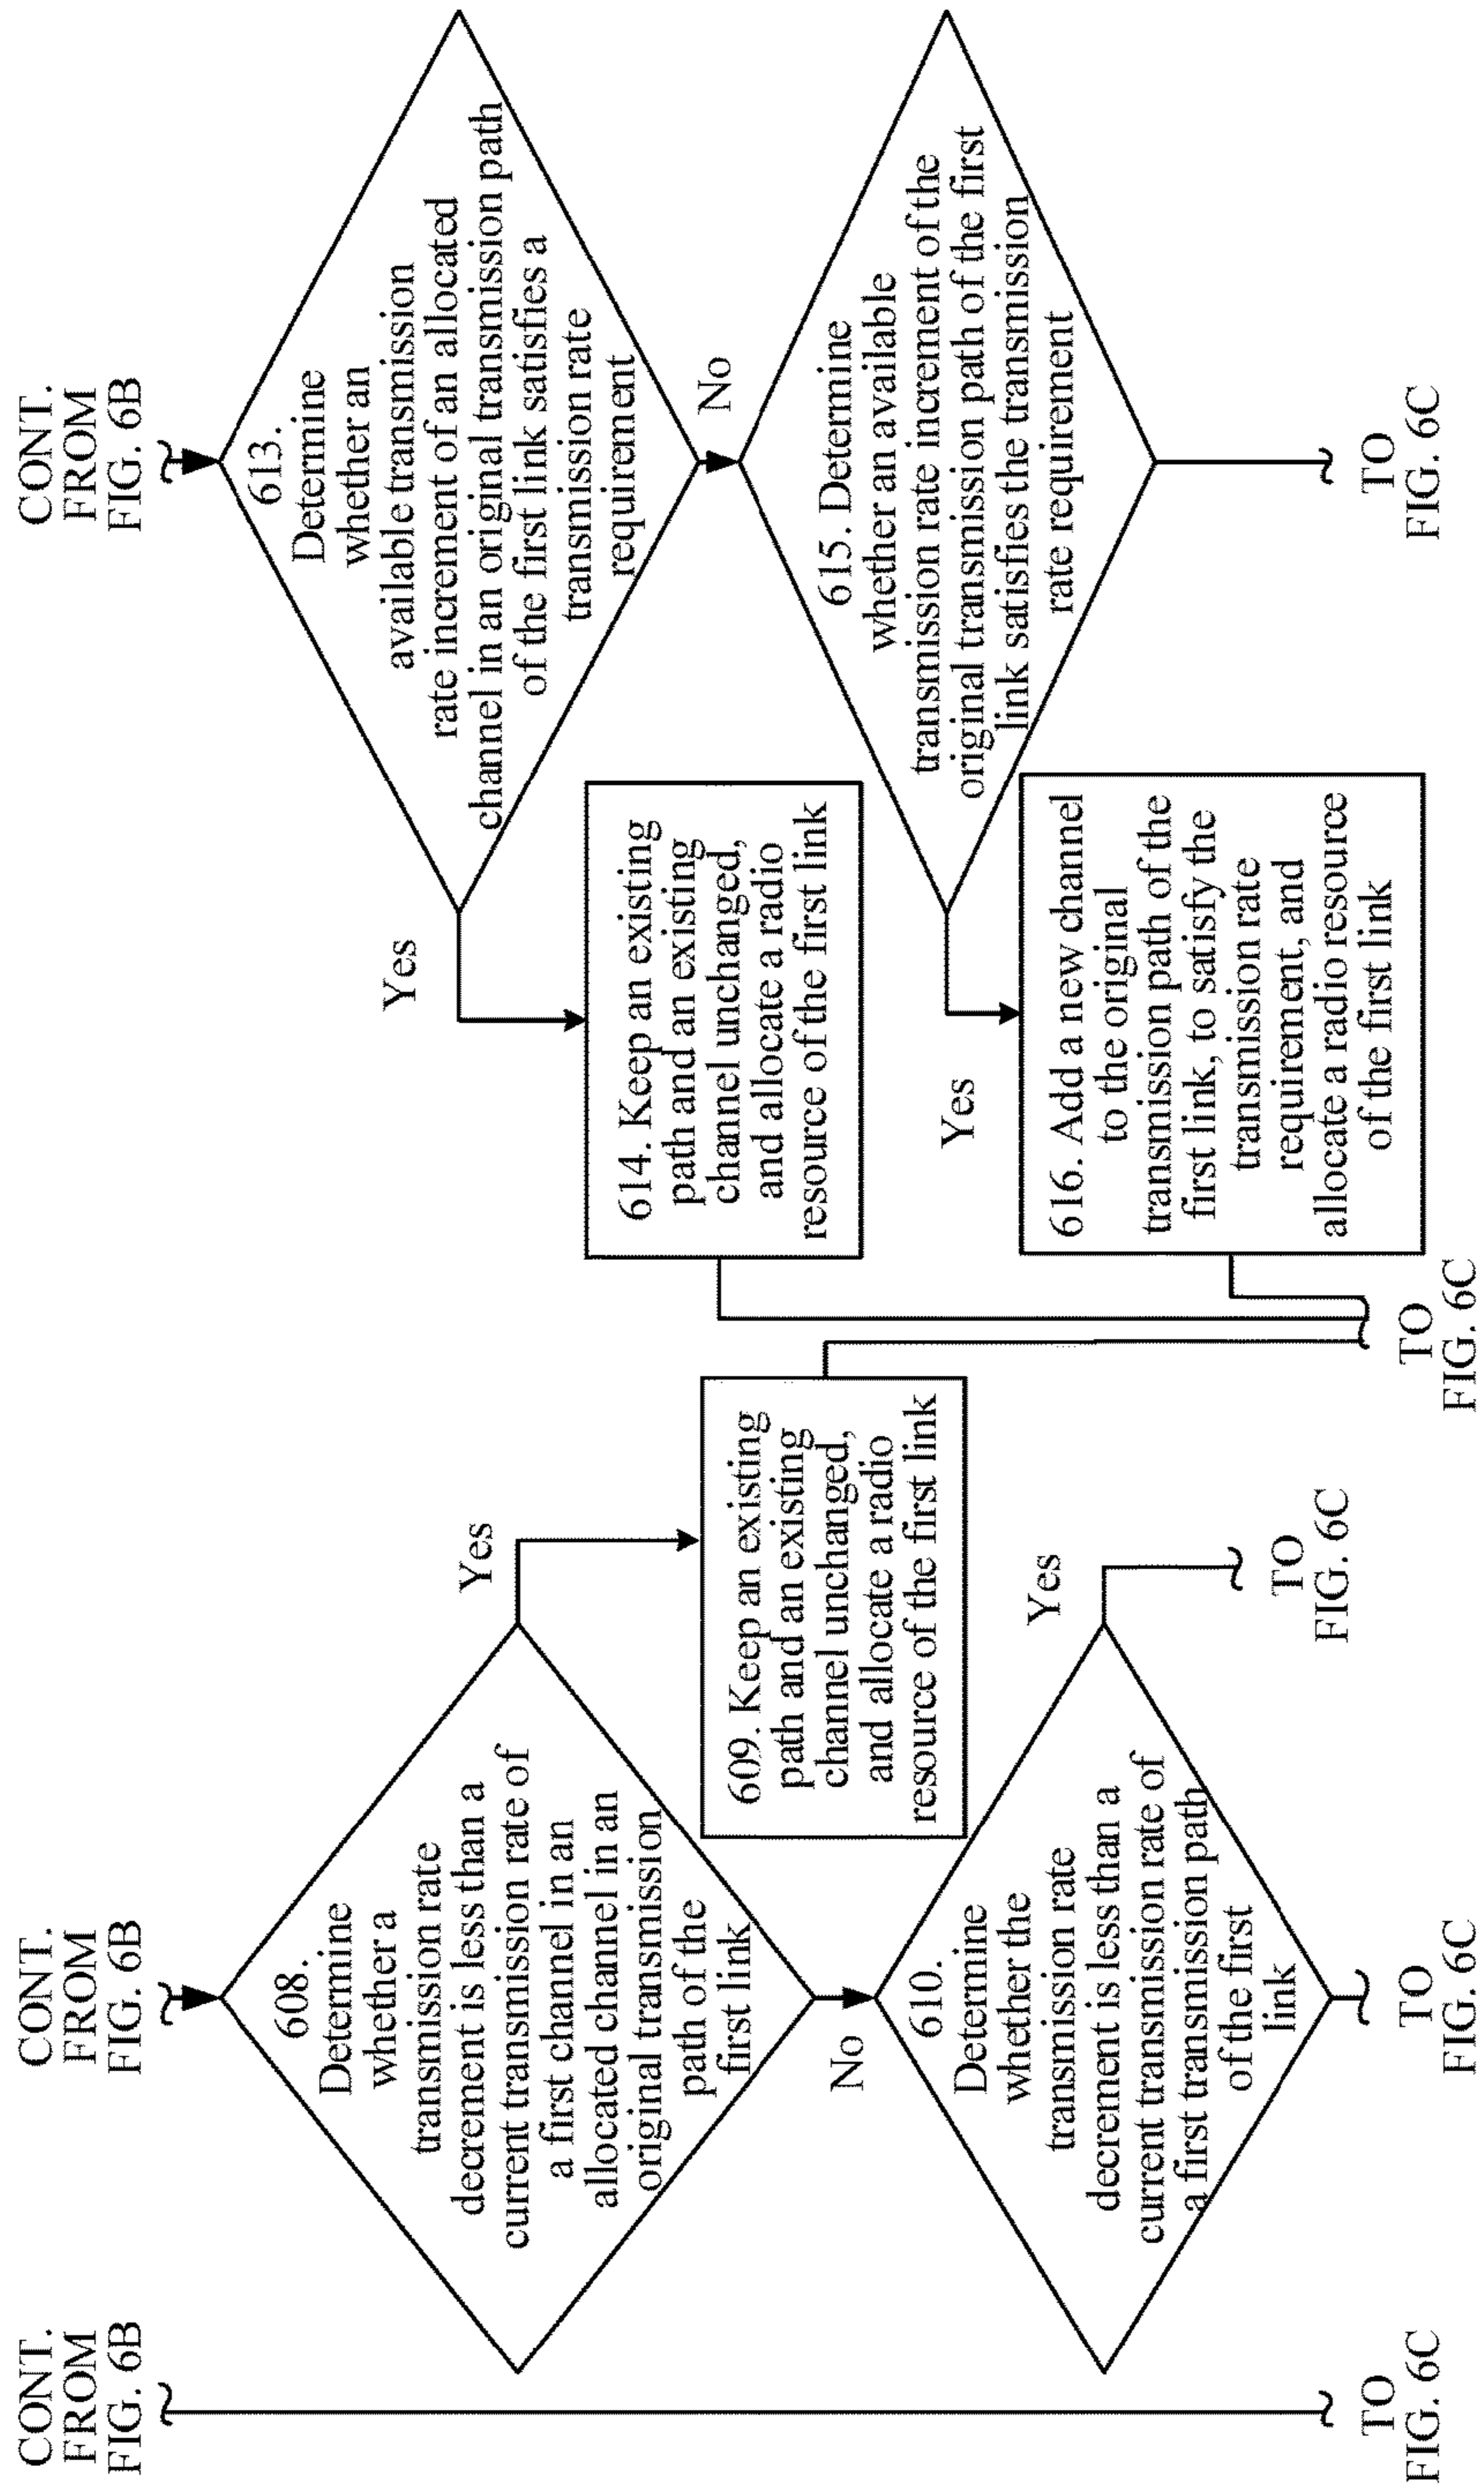 CONT.
FROM
FIG. 6B
CONT.
FROM
FIG. 6B
CONT.
FROM
FIG. 6B
608.
Determine
whether a
transmission rate
decrement is less than a
current transmission rate of
a first channel in an
allocated channel in an
original transmission
path of the
first link
Yes
No
609. Keep an existing
path and an existing
channel unchanged,
and allocate a radio
resource of the first link
610.
Determine
whether the
transmission rate
decrement is less than a
current transmission rate of
a first transmission path
of the first
link
Yes
613.
Determine
whether an
available transmission
rate increment of an allocated
channel in an original transmission path
of the first link satisfies a
transmission rate
requirement
Yes
No
614. Keep an existing
path and an existing
channel unchanged,
and allocate a radio
resource of the first link
615. Determine
whether an available
transmission rate increment of the
original transmission path of the first
link satisfies the transmission
rate requirement
Yes
616. Add a new channel
to the original
transmission path of the
first link, to satisfy the
transmission rate
requirement, and
allocate a radio resource
of the first link
TO
FIG. 6C
TO
FIG. 6C
TO
FIG. 6C
TO
FIG. 6C
TO
FIG. 6C